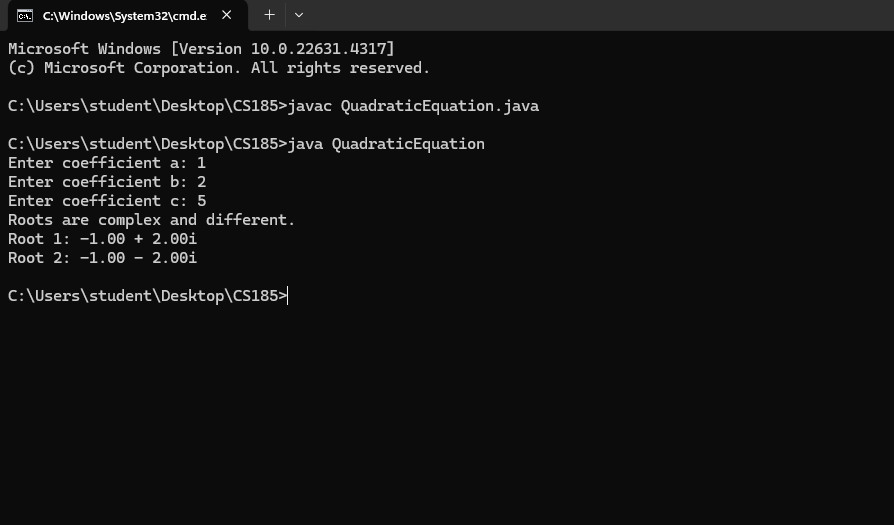 C:\Windows\System32\cmd.e
Microsoft Windows [Version 10.0.22631.4317]
(c) Microsoft Corporation. All rights reserved.
C:\Users\student\Desktop\CS185>javac QuadraticEquation.java
C:\Users\student\Desktop\CS185>java QuadraticEquation
Enter coefficient a: 1
Enter coefficient b: 2
Enter coefficient c: 5
Roots are complex and different.
Root 1: -1.00 + 2.00i
Root 2: -1.00 - 2.00i
C:\Users\student\Desktop\CS185>